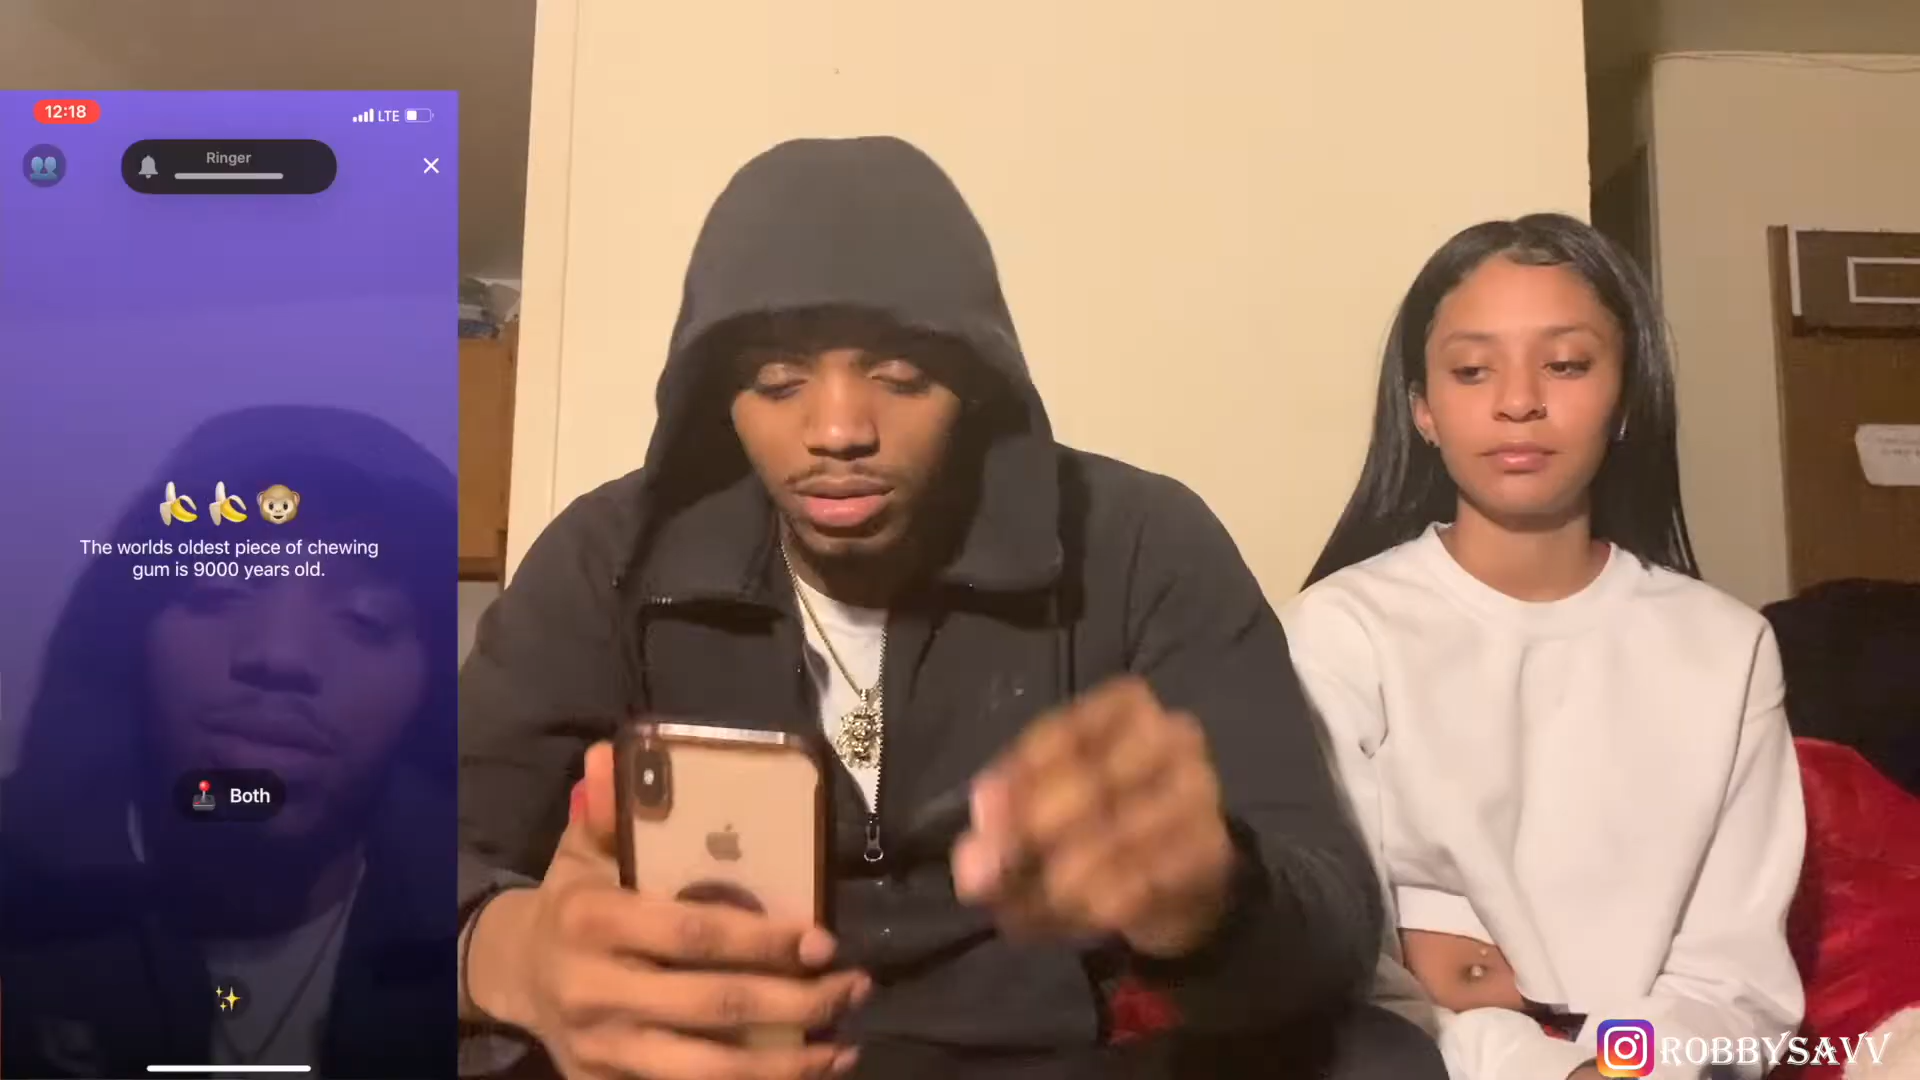 12:18
LTE
Ringer
The worlds oldest piece of chewing
gum is 9000 years old.
Both
ROBBYSAVV